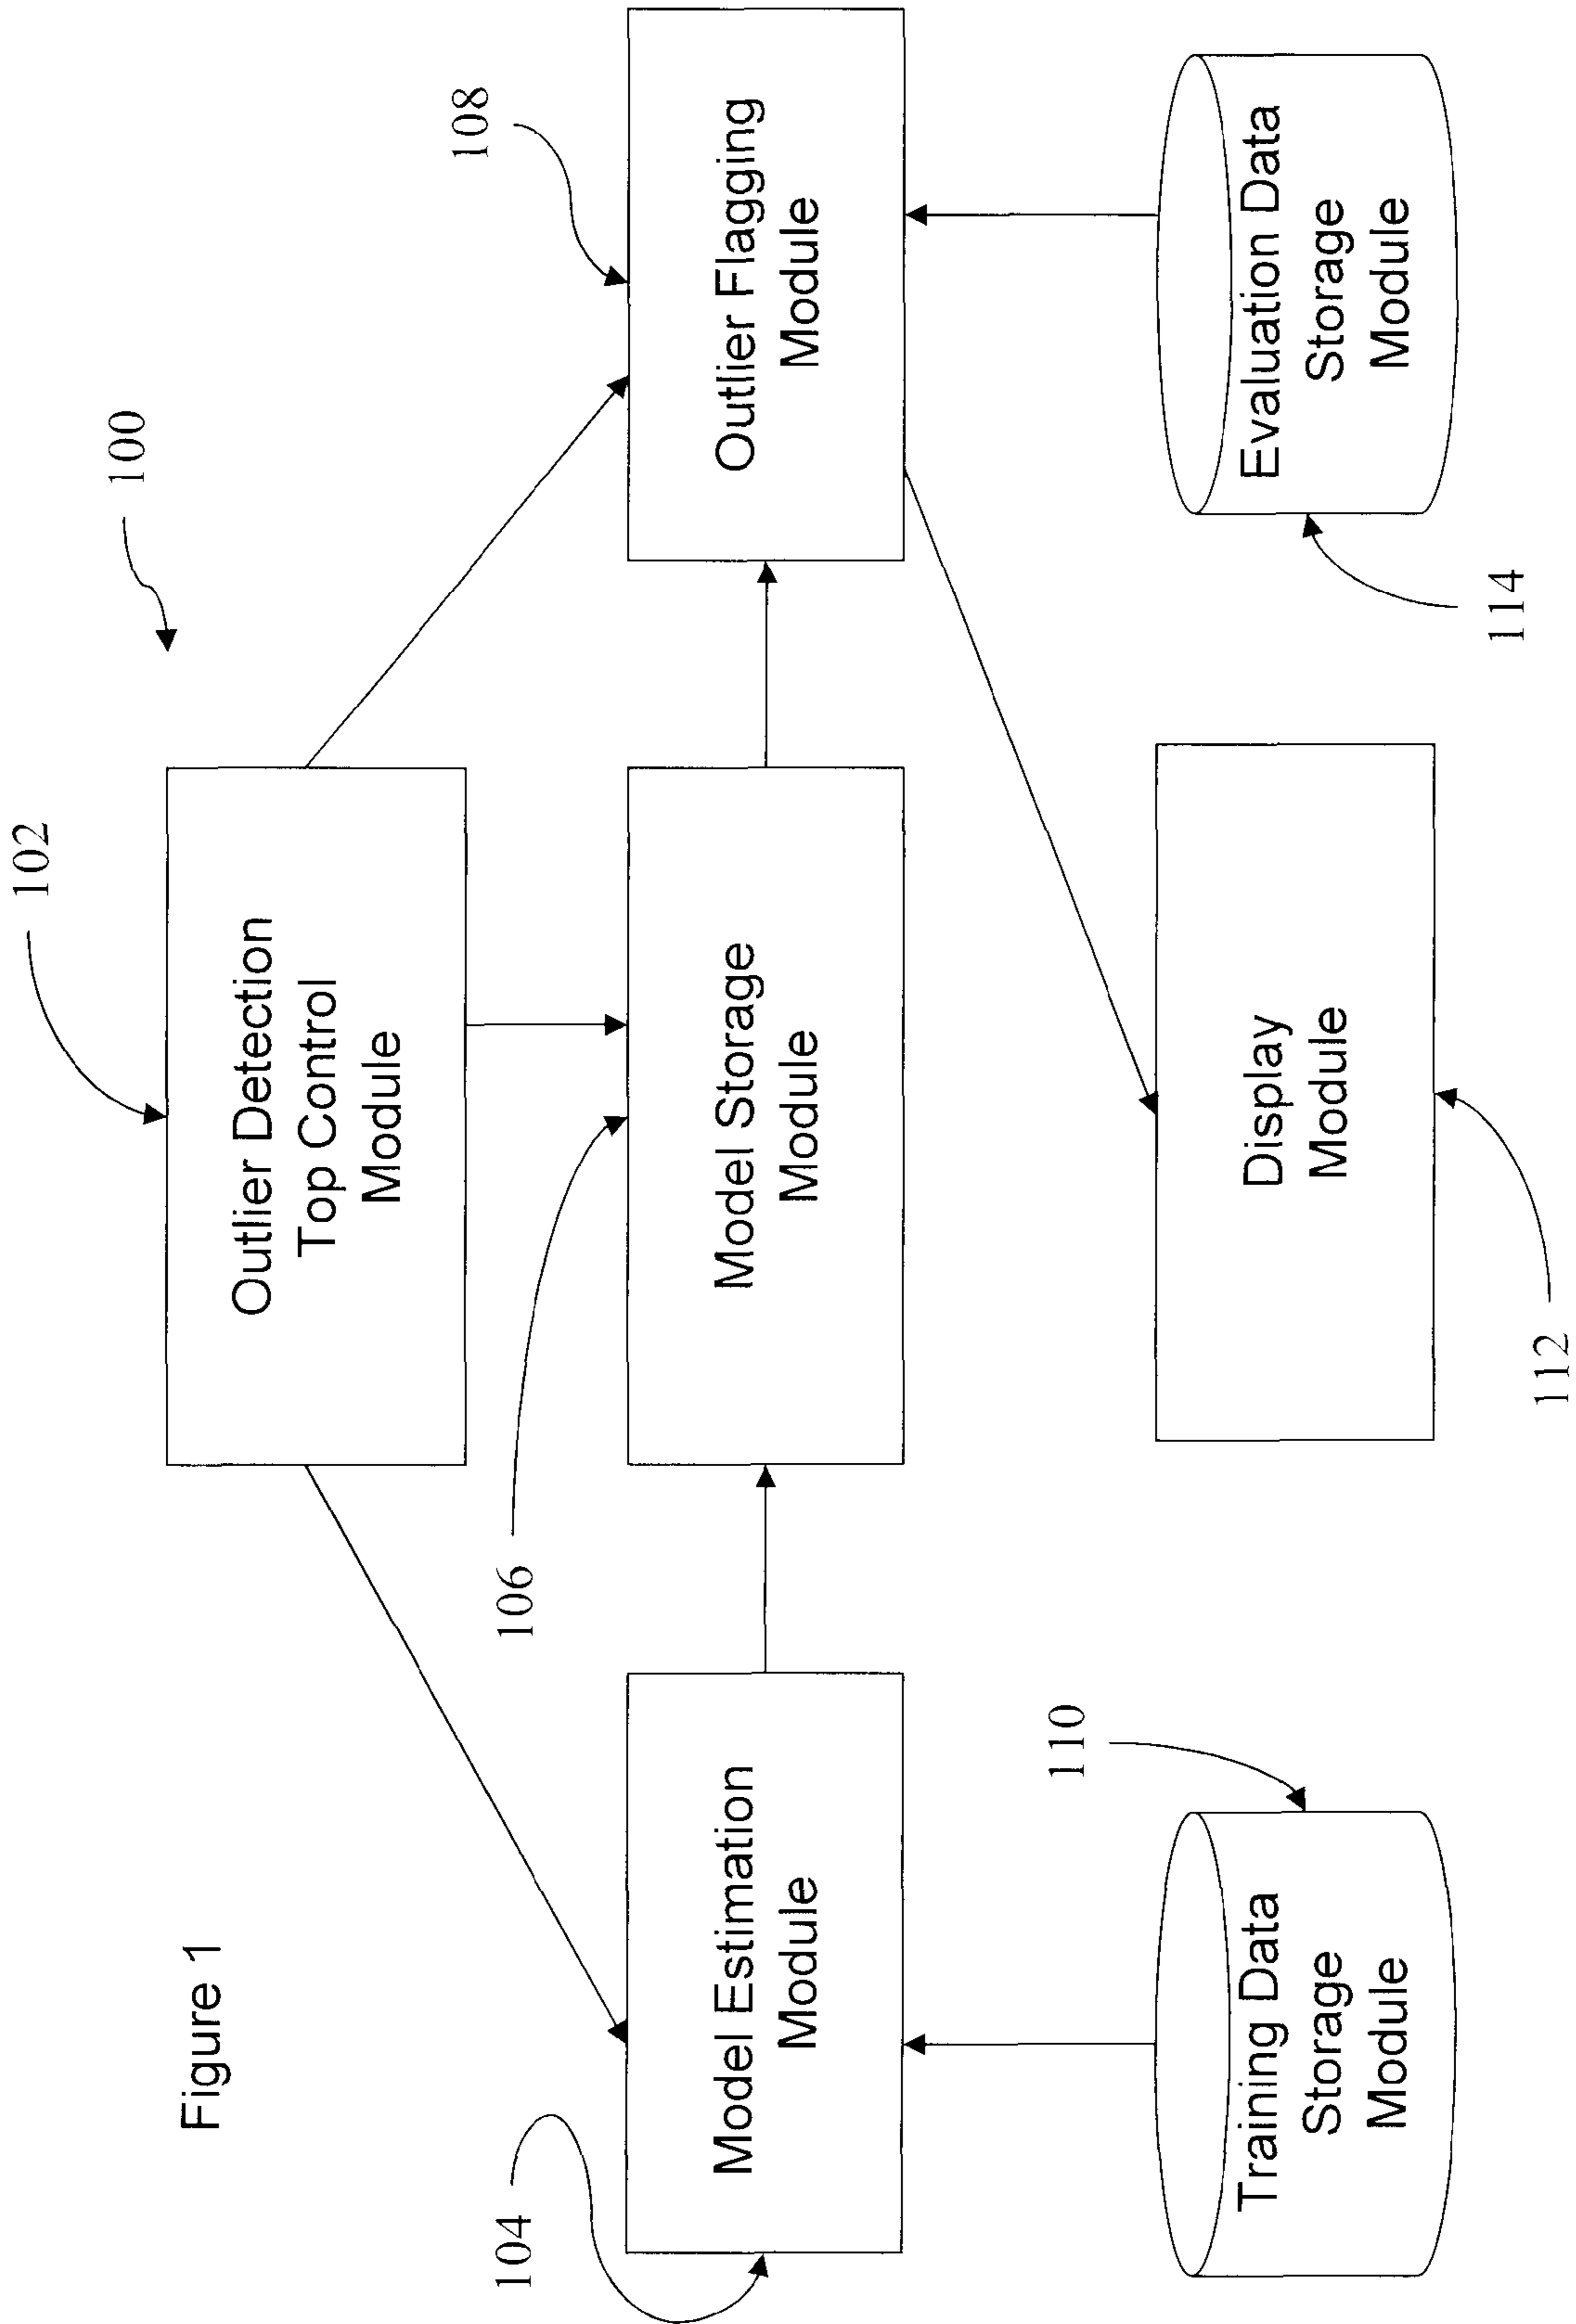 Figure 1
100
102
Outlier Detection
Top Control
Module
104
Model Estimation
Module
106
Model Storage
Module
108
Outlier Flagging
Module
110
Training Data
Storage
Module
112
Display
Module
114
Evaluation Data
Storage
Module